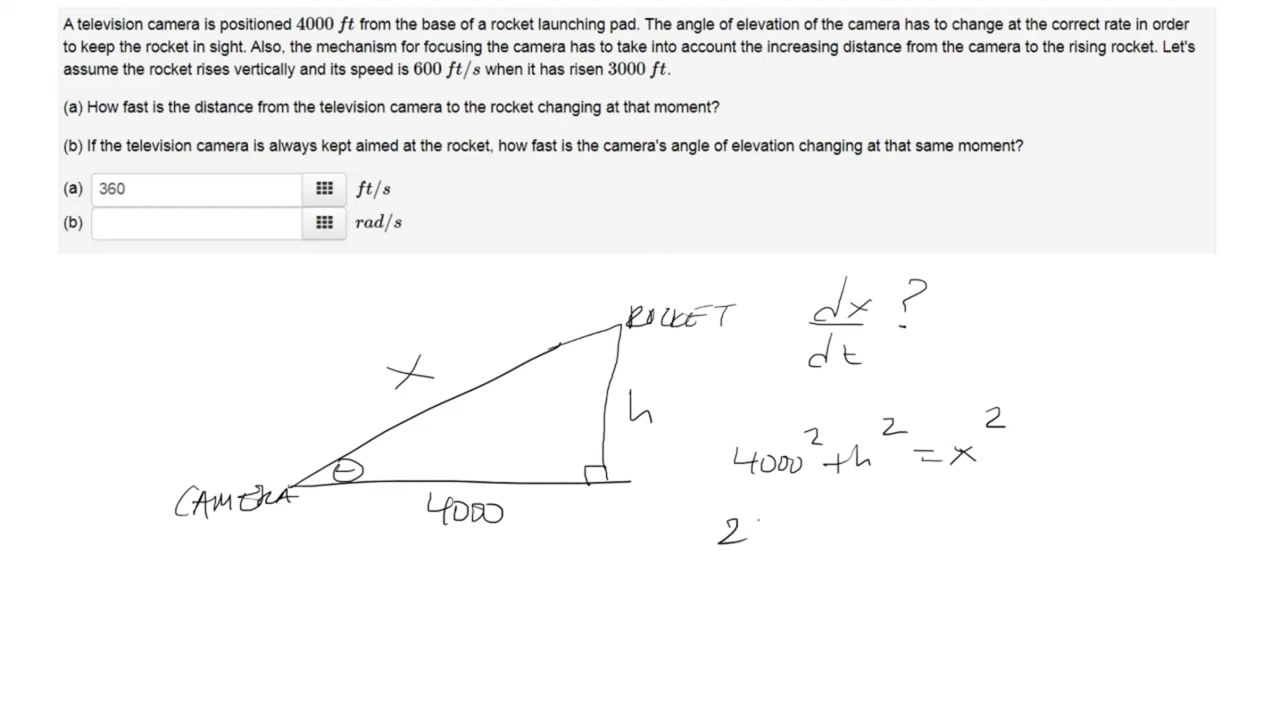 A television camera is positioned 4000 ft from the base of a rocket launching pad. The angle of elevation of the camera has to change at the correct rate in order
to keep the rocket in sight. Also, the mechanism for focusing the camera has to take into account the increasing distance from the camera to the rising rocket. Let's
assume the rocket rises vertically and its speed is 600 ft/s when it has risen 3000 ft.
(a) How fast is the distance from the television camera to the rocket changing at that moment?
(b) If the television camera is always kept aimed at the rocket, how fast is the camera's angle of elevation changing at that same moment?
(a) 360 ft/s
(b) rad/s
ROCKET
dx/dt ?
x
h
4000² + h² = x²
θ
CAMERA
4000
2